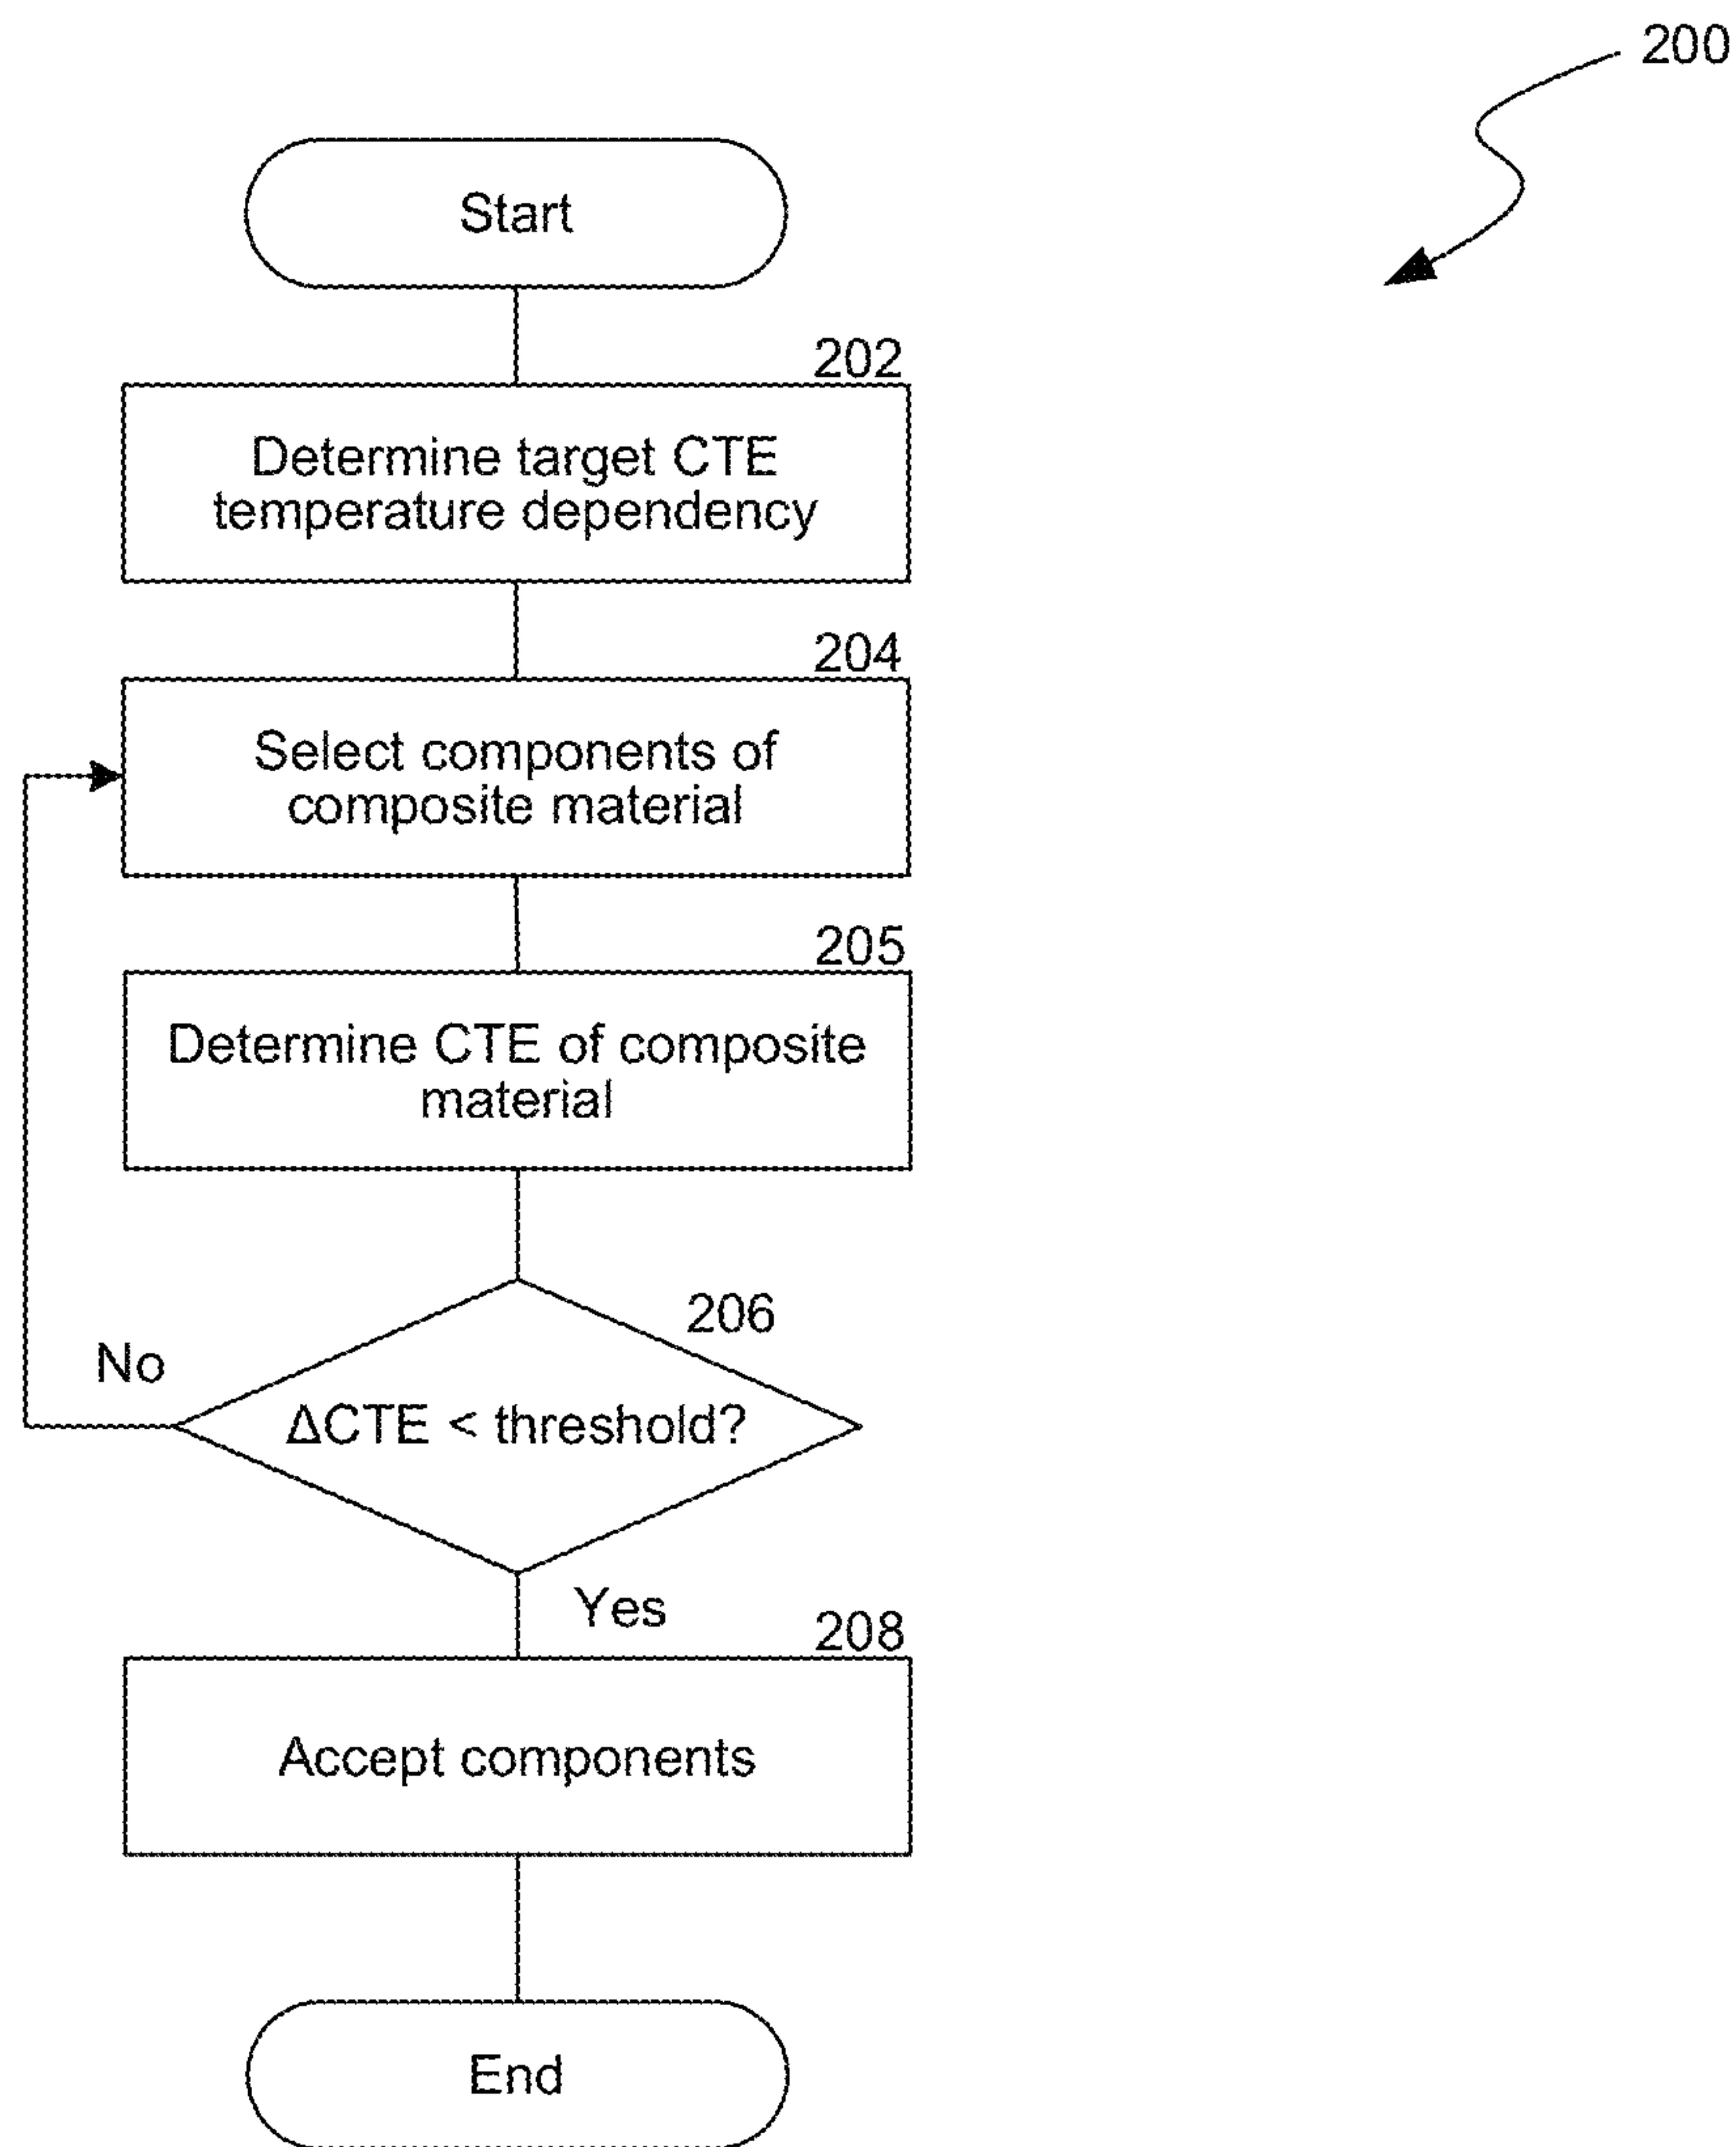 200
Start
202
Determine target CTE
temperature dependency
204
Select components of
composite material
205
Determine CTE of composite
material
206
No
ΔCTE < threshold?
Yes
208
Accept components
End